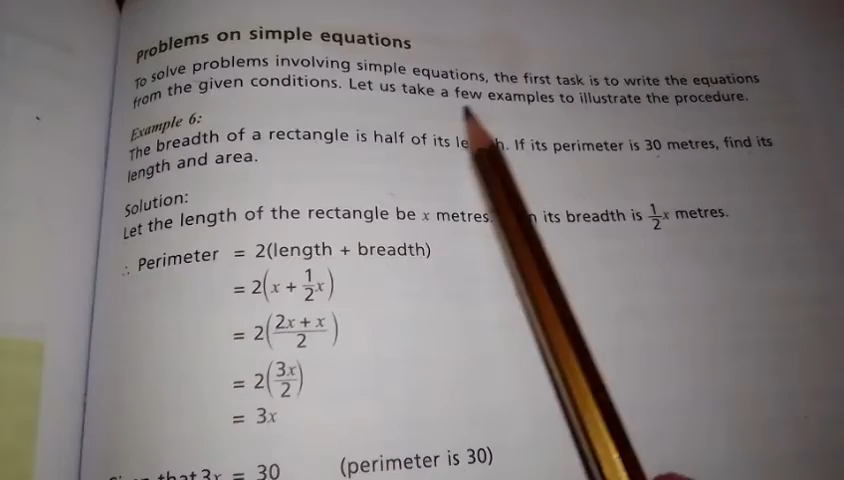 Problems on simple equations
To solve problems involving simple equations, the first task is to write the equations
from the given conditions. Let us take a few examples to illustrate the procedure.
Example 6:
The breadth of a rectangle is half of its le h. If its perimeter is 30 metres, find its
length and area.
Solution:
Let the length of the rectangle be x metres. n its breadth is 1/2 x metres.
∴ Perimeter = 2(length + breadth)
= 2(x + 1/2 x)
= 2((2x + x)/2)
= 2(3x/2)
= 3x
that 3x = 30 (perimeter is 30)